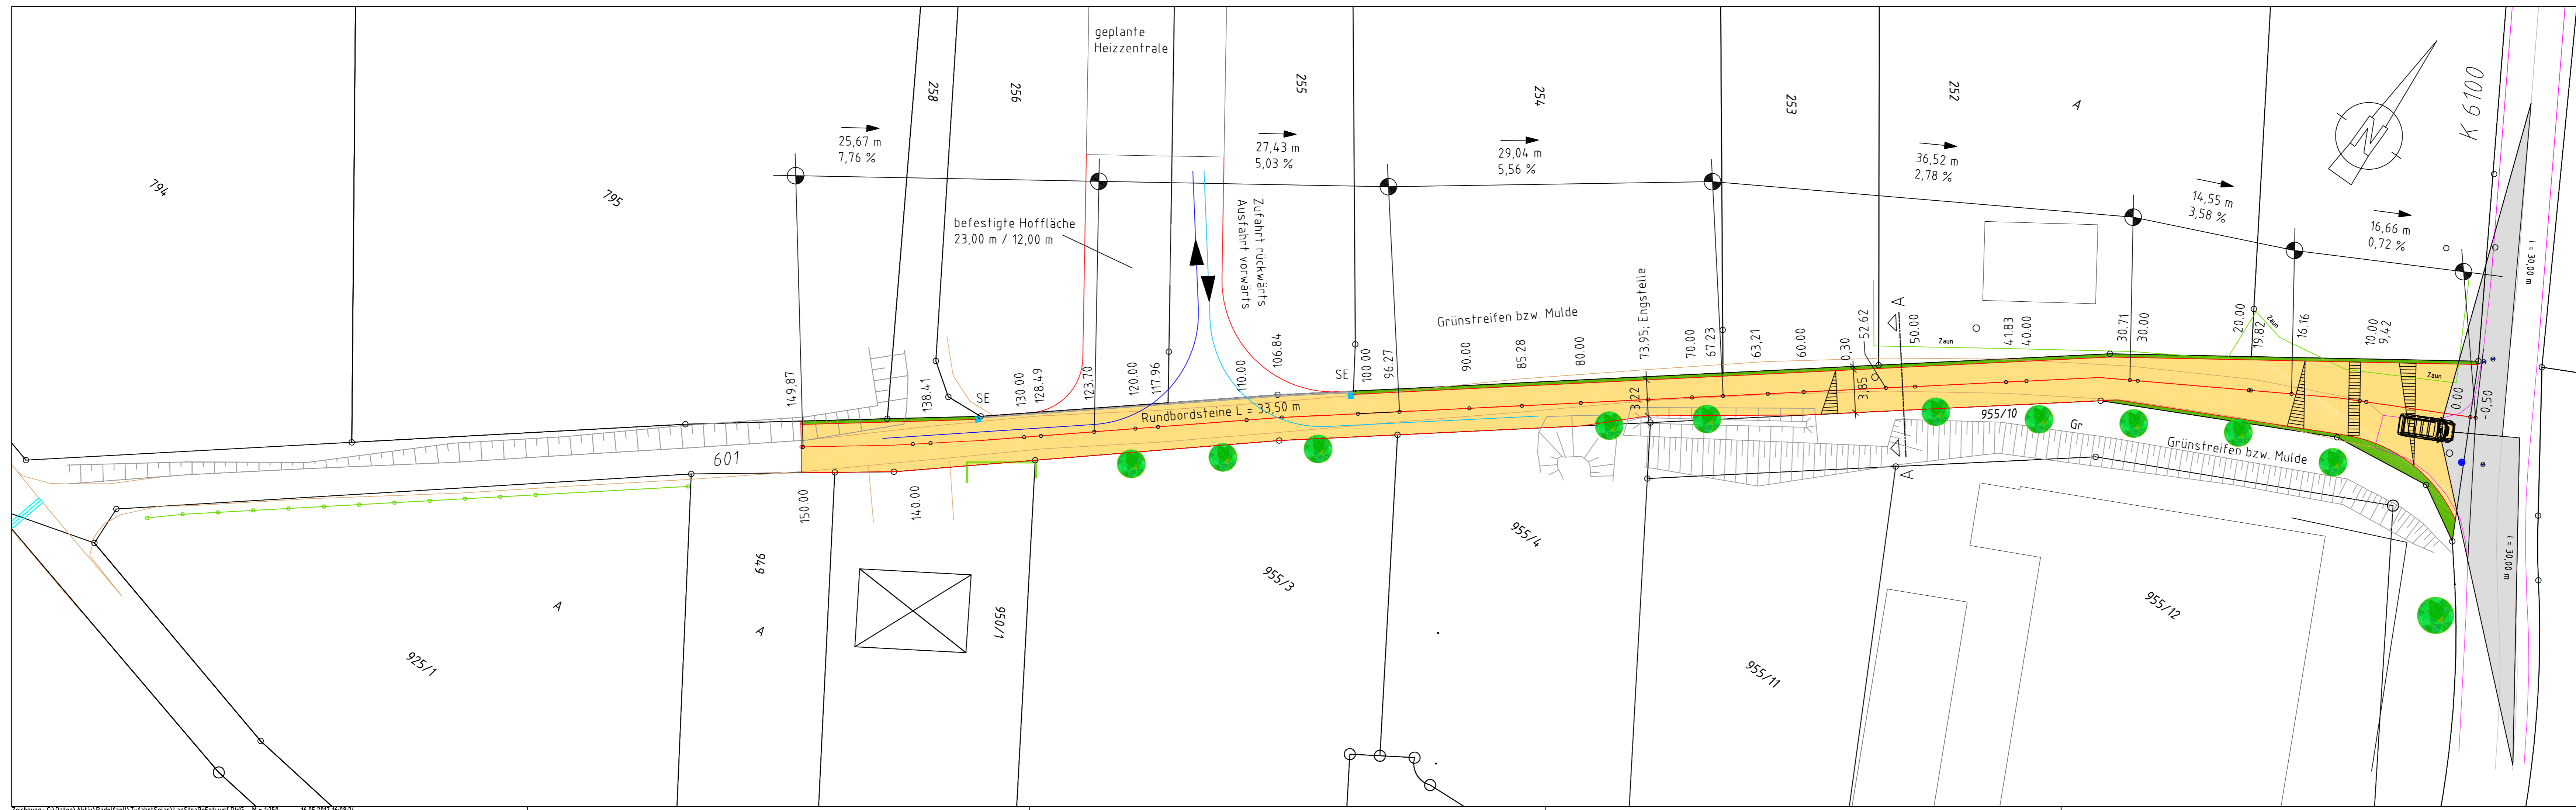 geplante
Heizzentrale
258
256
255
254
253
252
A
K 6100
N
794
795
25,67 m
7,76 %
27,43 m
5,03 %
29,04 m
5,56 %
36,52 m
2,78 %
14,55 m
3,58 %
16,66 m
0,72 %
befestigte Hoffläche
23,00 m / 12,00 m
Zufahrt rückwärts
Ausfahrt vorwärts
l = 30,00 m
Grünstreifen bzw. Mulde
149,87
138.41
SE
130.00
128.49
123.70
120.00
117.96
110.00
106.84
SE
100.00
96.27
90.00
85.28
80.00
73.95; Engstelle
70.00
67.23
63,21
60.00
0,30
52.62
A
50.00
41.83
40.00
30.71
30.00
20.00
19.82
16.16
10.00
9,42
0.00
-0,50
Zaun
Zaun
Zaun
3,22
3,85
Rundbordsteine L = 33,50 m
955/10
Gr
Grünstreifen bzw. Mulde
A
601
150.00
140.00
l = 30,00 m
949
A
950/1
955/3
955/4
955/11
955/12
A
925/1